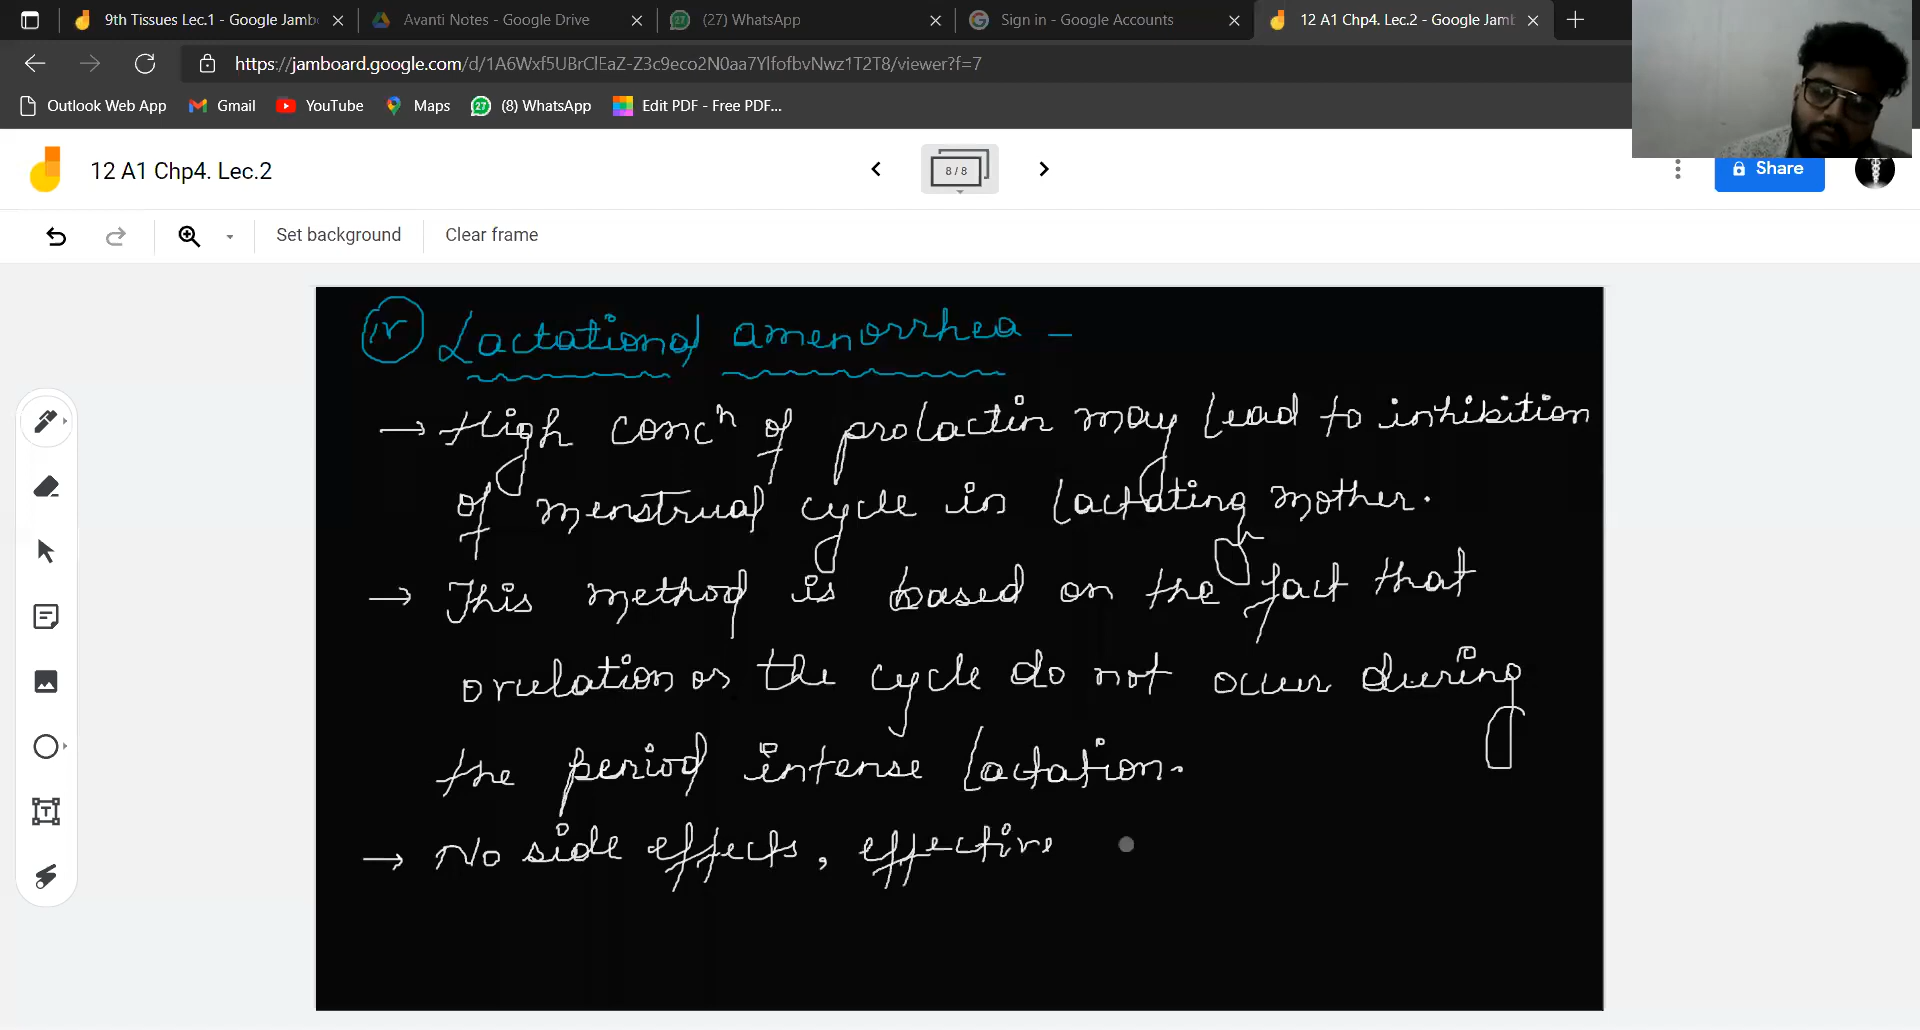 9th Tissues Lec.1 - Google Jamb
Avanti Notes - Google Drive
(27) WhatsApp
Sign in - Google Accounts
12 A1 Chp4. Lec.2 - Google Jamb
https://jamboard.google.com/d/1A6Wxf5UBrClEaZ-Z3c9eco2N0aa7YlfofbvNwz1T2T8/viewer?f=7
Outlook Web App
Gmail
YouTube
Maps
(8) WhatsApp
Edit PDF - Free PDF...
12 A1 Chp4. Lec.2
8 / 8
Share
Set background
Clear frame
iv Lactational amenorrhea -
→ High concn of prolactin may lead to inhibition
of menstrual cycle in lactating mother.
→ This method is based on the fact that
ovulation or the cycle do not occur during
the period intense lactation.
→ No side effects, effective